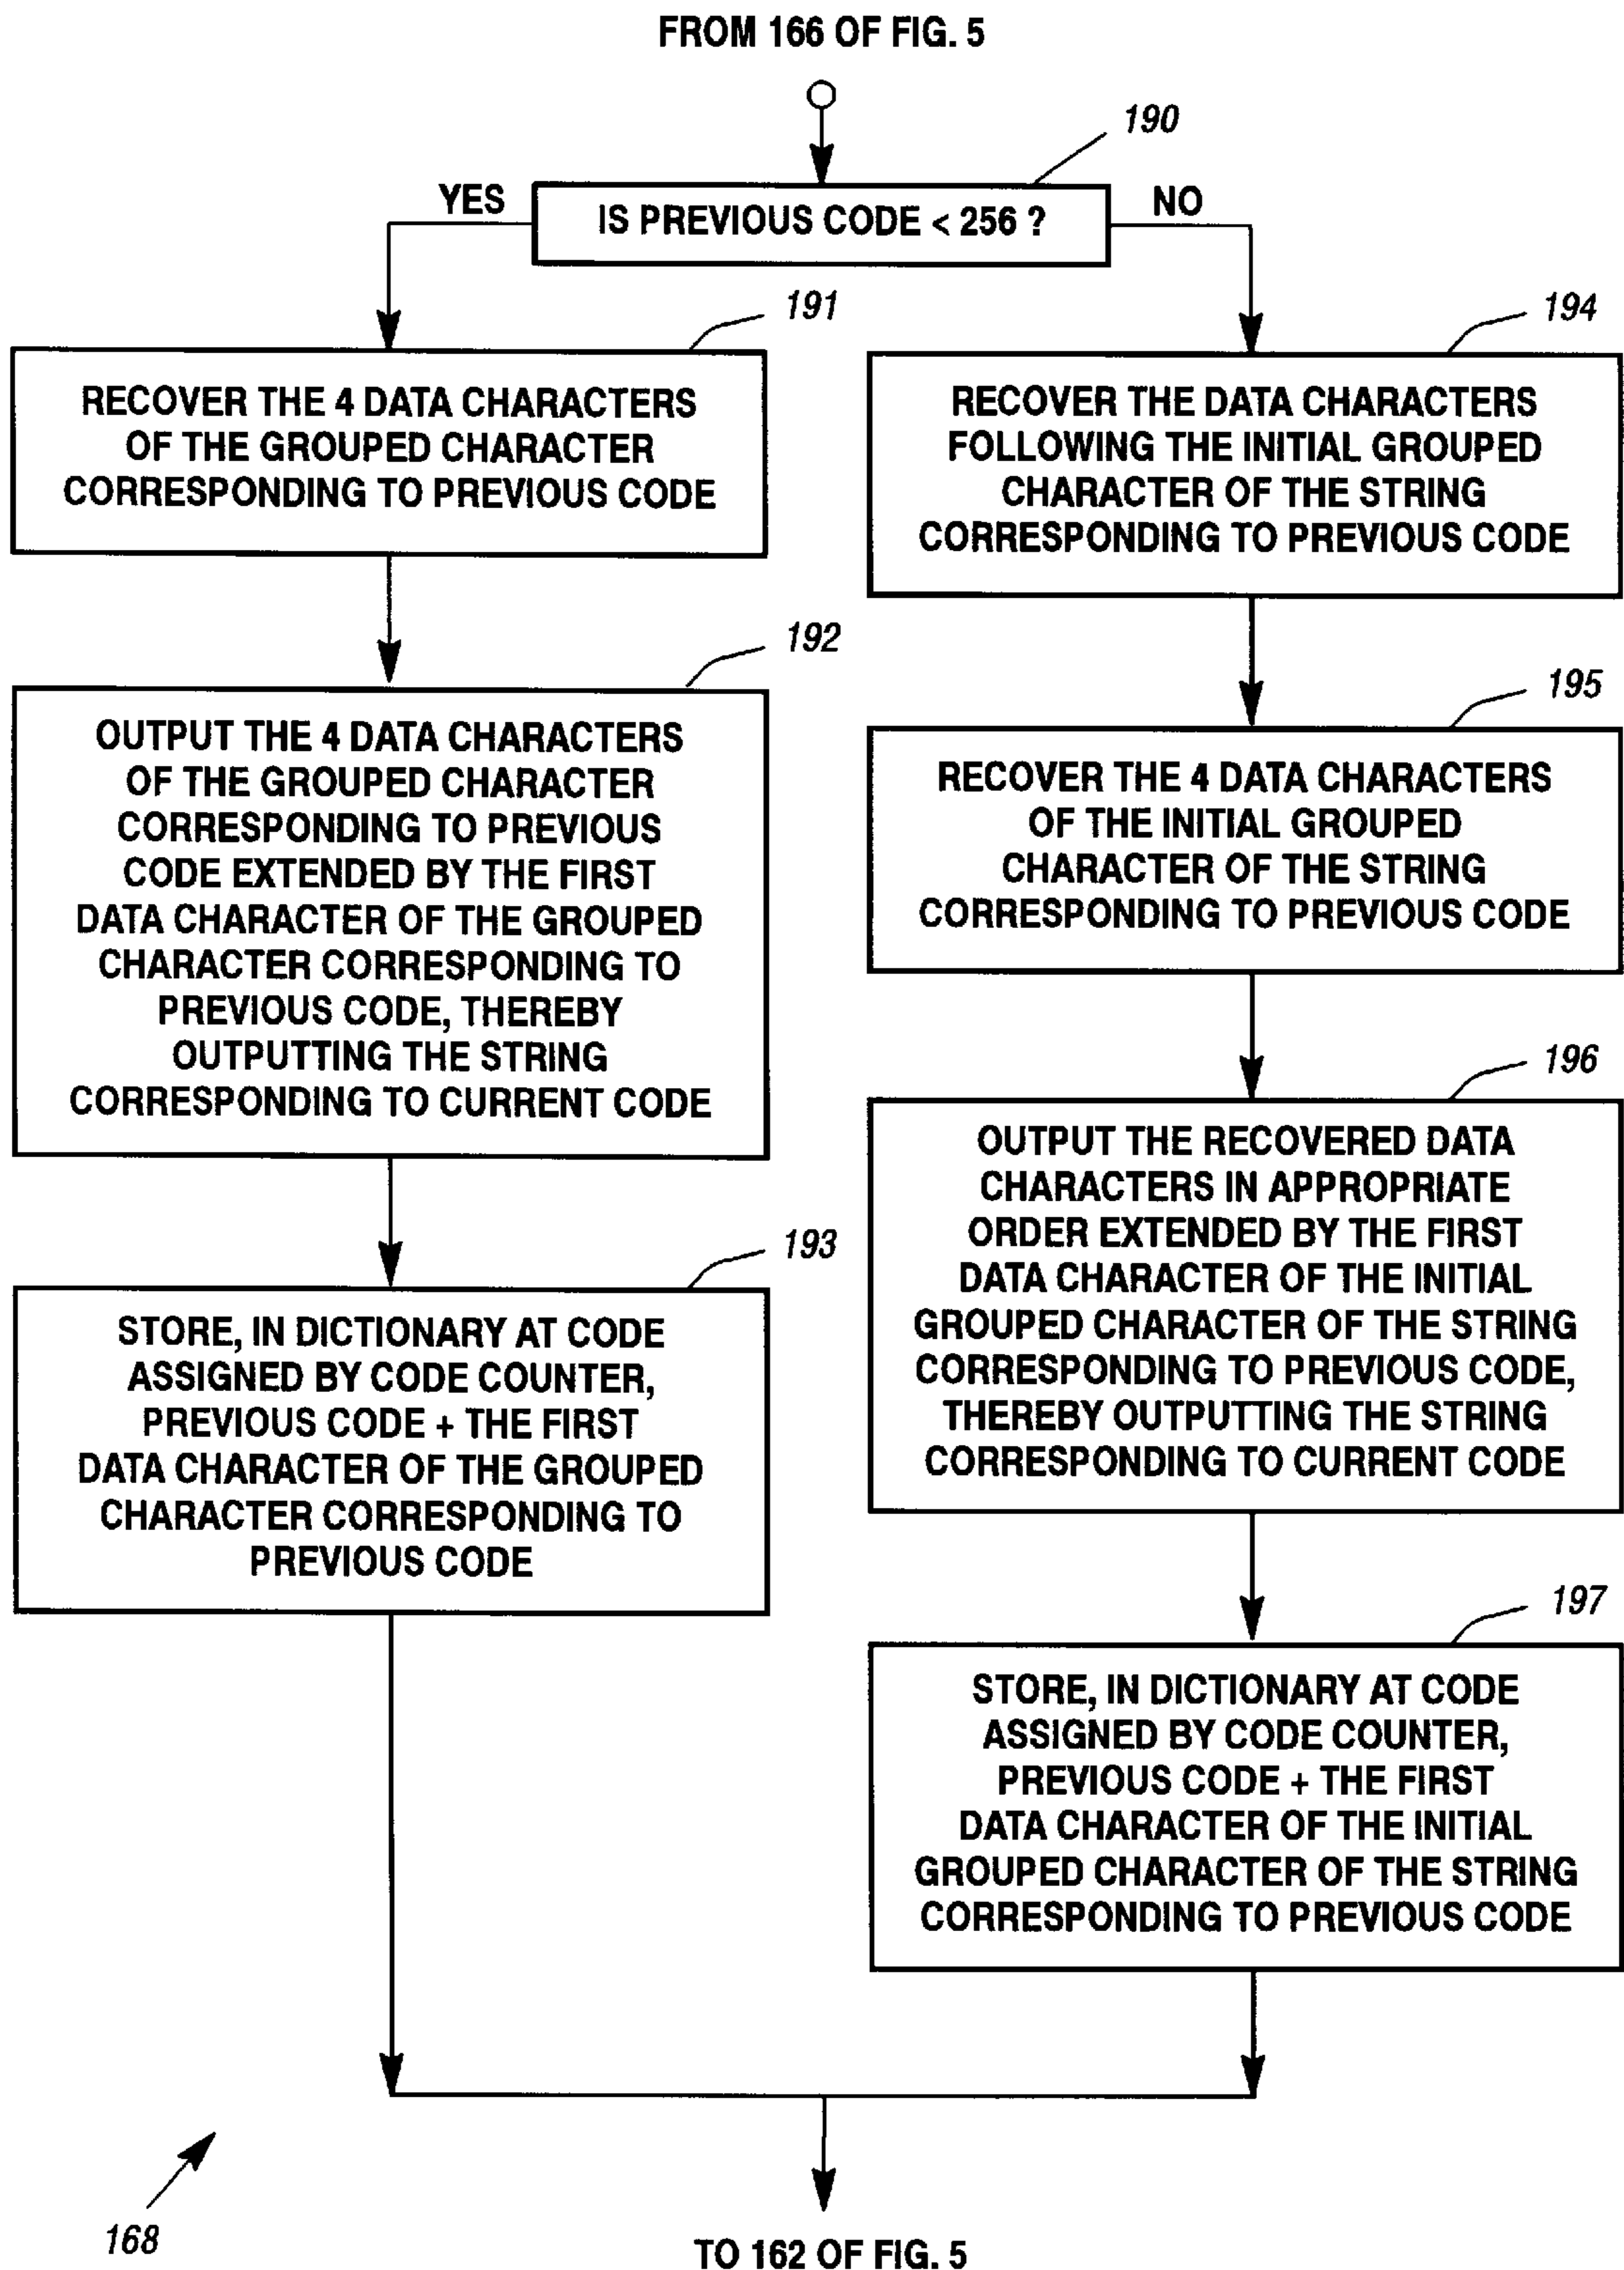 FROM 166 OF FIG. 5
190
YES
IS PREVIOUS CODE < 256 ?
NO
191
RECOVER THE 4 DATA CHARACTERS
OF THE GROUPED CHARACTER
CORRESPONDING TO PREVIOUS CODE
192
OUTPUT THE 4 DATA CHARACTERS
OF THE GROUPED CHARACTER
CORRESPONDING TO PREVIOUS
CODE EXTENDED BY THE FIRST
DATA CHARACTER OF THE GROUPED
CHARACTER CORRESPONDING TO
PREVIOUS CODE, THEREBY
OUTPUTTING THE STRING
CORRESPONDING TO CURRENT CODE
193
STORE, IN DICTIONARY AT CODE
ASSIGNED BY CODE COUNTER,
PREVIOUS CODE + THE FIRST
DATA CHARACTER OF THE GROUPED
CHARACTER CORRESPONDING TO
PREVIOUS CODE
194
RECOVER THE DATA CHARACTERS
FOLLOWING THE INITIAL GROUPED
CHARACTER OF THE STRING
CORRESPONDING TO PREVIOUS CODE
195
RECOVER THE 4 DATA CHARACTERS
OF THE INITIAL GROUPED
CHARACTER OF THE STRING
CORRESPONDING TO PREVIOUS CODE
196
OUTPUT THE RECOVERED DATA
CHARACTERS IN APPROPRIATE
ORDER EXTENDED BY THE FIRST
DATA CHARACTER OF THE INITIAL
GROUPED CHARACTER OF THE STRING
CORRESPONDING TO PREVIOUS CODE,
THEREBY OUTPUTTING THE STRING
CORRESPONDING TO CURRENT CODE
197
STORE, IN DICTIONARY AT CODE
ASSIGNED BY CODE COUNTER,
PREVIOUS CODE + THE FIRST
DATA CHARACTER OF THE INITIAL
GROUPED CHARACTER OF THE STRING
CORRESPONDING TO PREVIOUS CODE
168
TO 162 OF FIG. 5